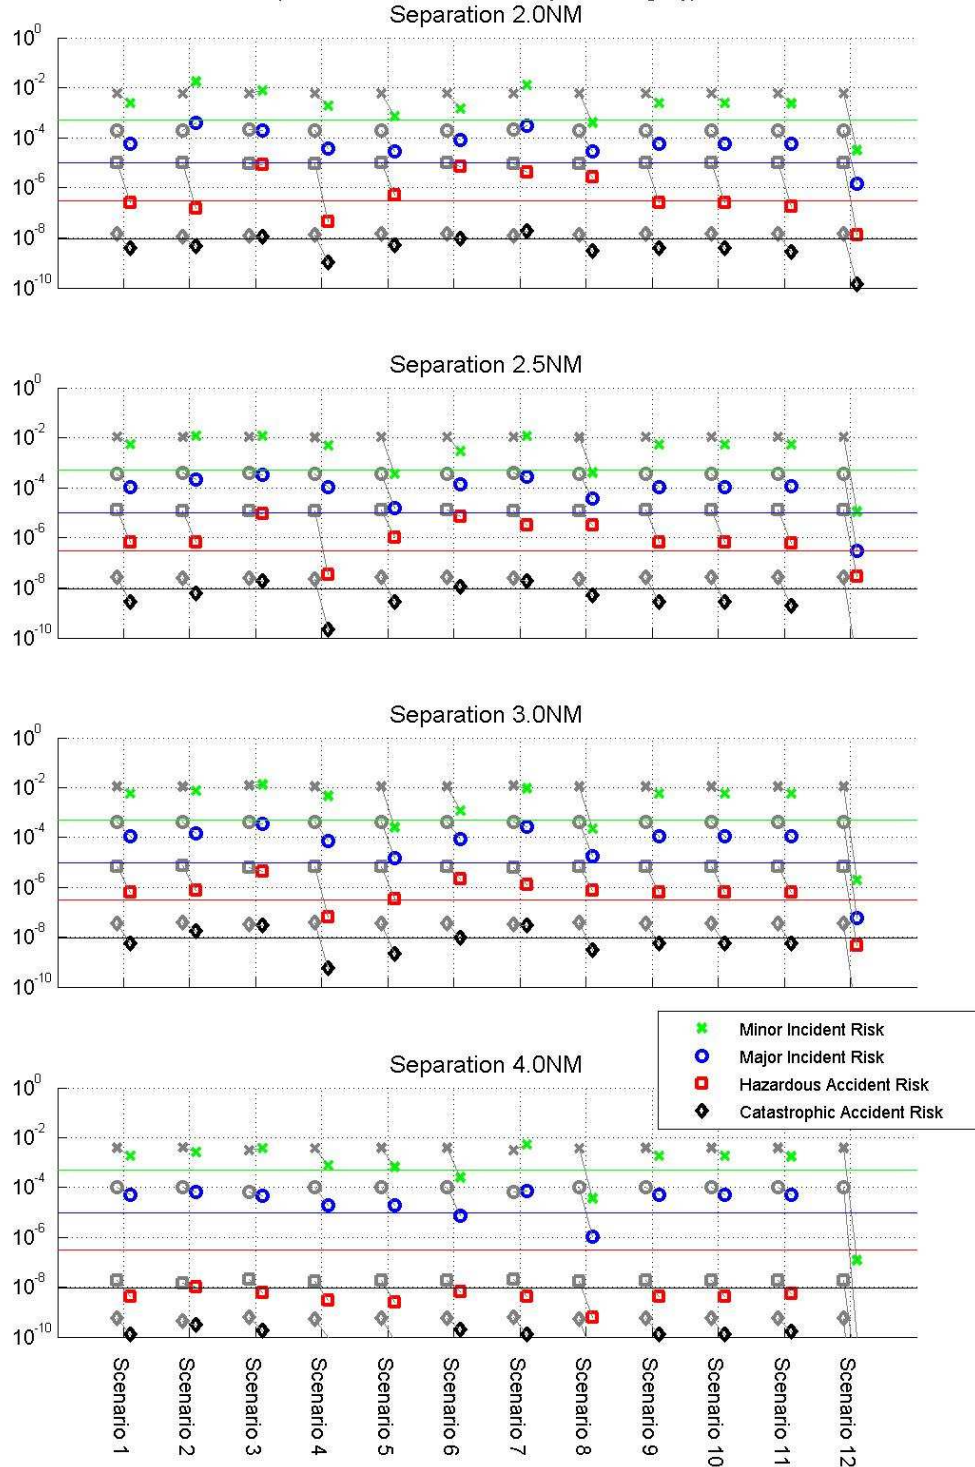 Separation 2.0NM
10^0
10^-2
10^-4
10^-6
10^-8
10^-10
Separation 2.5NM
10^0
10^-2
10^-4
10^-6
10^-8
10^-10
Separation 3.0NM
10^0
10^-2
10^-4
10^-6
10^-8
10^-10
Minor Incident Risk
Major Incident Risk
Hazardous Accident Risk
Catastrophic Accident Risk
Separation 4.0NM
10^0
10^-2
10^-4
10^-6
10^-8
10^-10
Scenario 1
Scenario 2
Scenario 3
Scenario 4
Scenario 5
Scenario 6
Scenario 7
Scenario 8
Scenario 9
Scenario 10
Scenario 11
Scenario 12